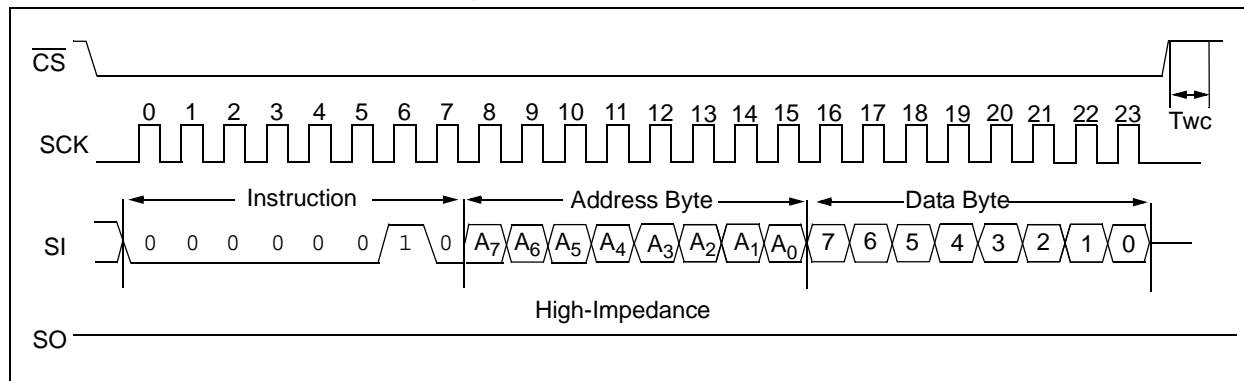 CS
0 1 2 3 4 5 6 7 8 9 10 11 12 13 14 15 16 17 18 19 20 21 22 23
Twc
SCK
Instruction Address Byte Data Byte
SI 0 0 0 0 0 0 1 0 A7 A6 A5 A4 A3 A2 A1 A0 7 6 5 4 3 2 1 0
High-Impedance
SO